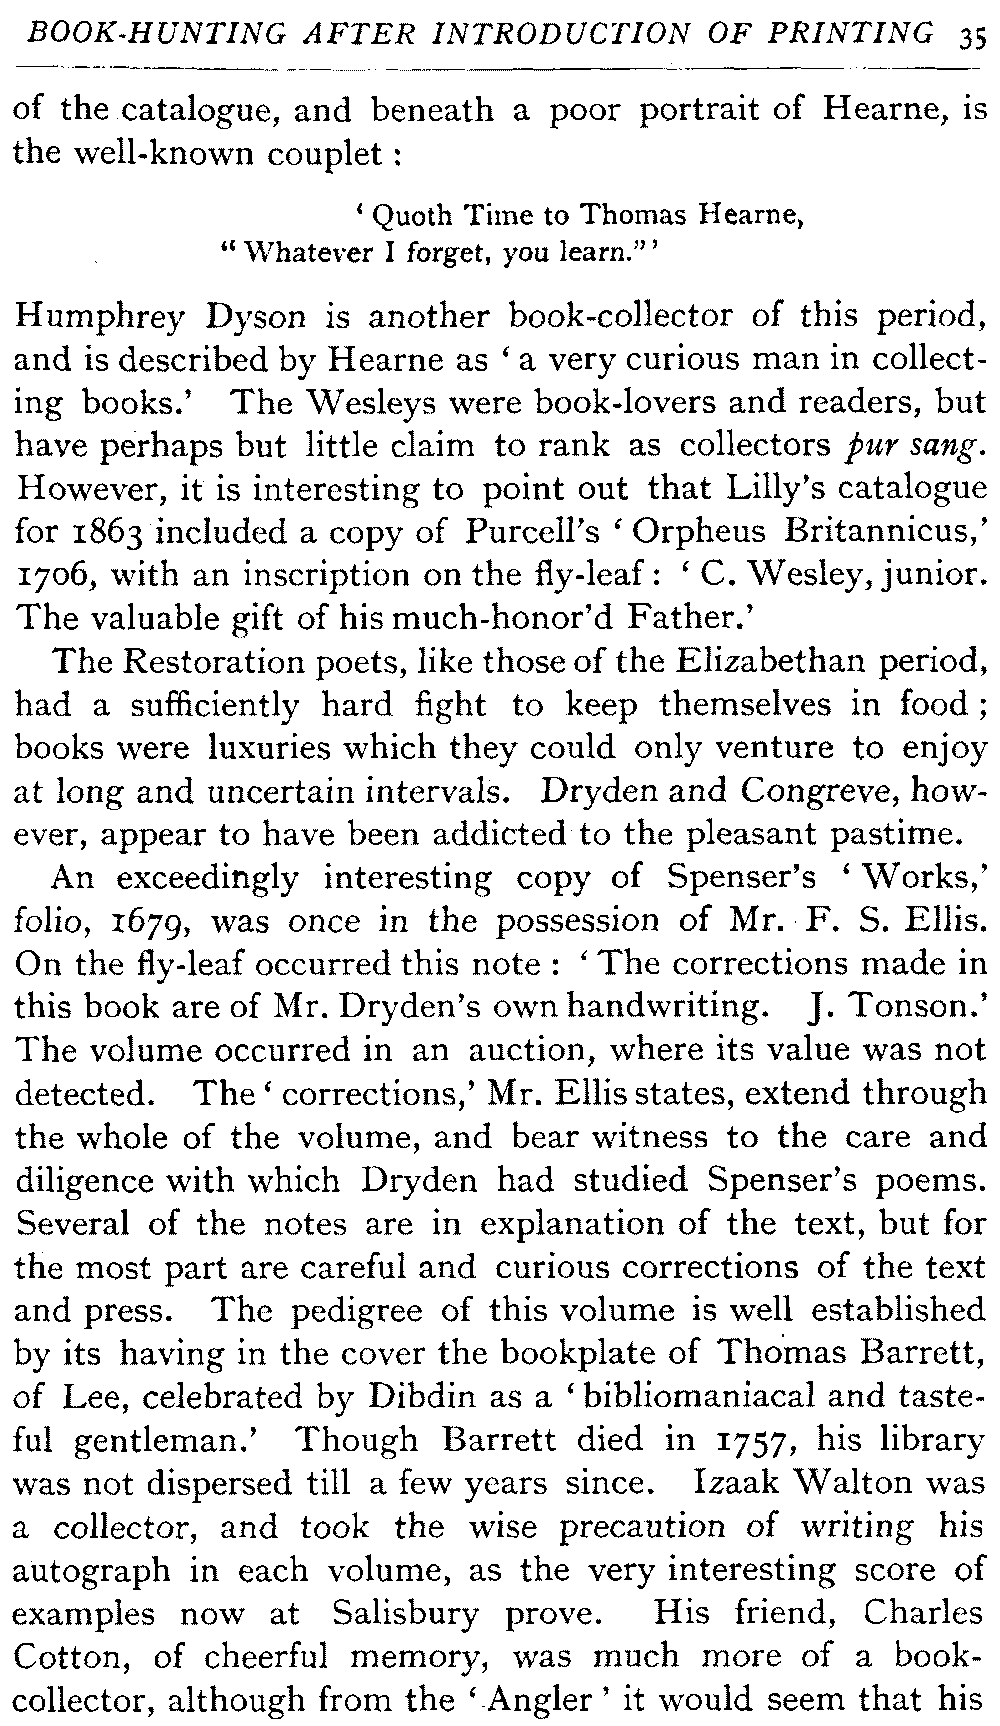 BOOK-HUNTING AFTER INTRODUCTION OF PRINTING 35
of the catalogue, and beneath a poor portrait of Hearne, is
the well-known couplet :
‘ Quoth Time to Thomas Hearne,
“ Whatever I forget, you learn.” ’
Humphrey Dyson is another book-collector of this period,
and is described by Hearne as ‘ a very curious man in collect-
ing books.’ The Wesleys were book-lovers and readers, but
have perhaps but little claim to rank as collectors pur sang.
However, it is interesting to point out that Lilly’s catalogue
for 1863 included a copy of Purcell’s ‘ Orpheus Britannicus,’
1706, with an inscription on the fly-leaf : ‘ C. Wesley, junior.
The valuable gift of his much-honor’d Father.’
The Restoration poets, like those of the Elizabethan period,
had a sufficiently hard fight to keep themselves in food ;
books were luxuries which they could only venture to enjoy
at long and uncertain intervals. Dryden and Congreve, how-
ever, appear to have been addicted to the pleasant pastime.
An exceedingly interesting copy of Spenser’s ‘ Works,’
folio, 1679, was once in the possession of Mr. F. S. Ellis.
On the fly-leaf occurred this note : ‘ The corrections made in
this book are of Mr. Dryden’s own handwriting. J. Tonson.’
The volume occurred in an auction, where its value was not
detected. The ‘ corrections,’ Mr. Ellis states, extend through
the whole of the volume, and bear witness to the care and
diligence with which Dryden had studied Spenser’s poems.
Several of the notes are in explanation of the text, but for
the most part are careful and curious corrections of the text
and press. The pedigree of this volume is well established
by its having in the cover the bookplate of Thomas Barrett,
of Lee, celebrated by Dibdin as a ‘ bibliomaniacal and taste-
ful gentleman.’ Though Barrett died in 1757, his library
was not dispersed till a few years since. Izaak Walton was
a collector, and took the wise precaution of writing his
autograph in each volume, as the very interesting score of
examples now at Salisbury prove. His friend, Charles
Cotton, of cheerful memory, was much more of a book-
collector, although from the ‘ Angler ’ it would seem that his